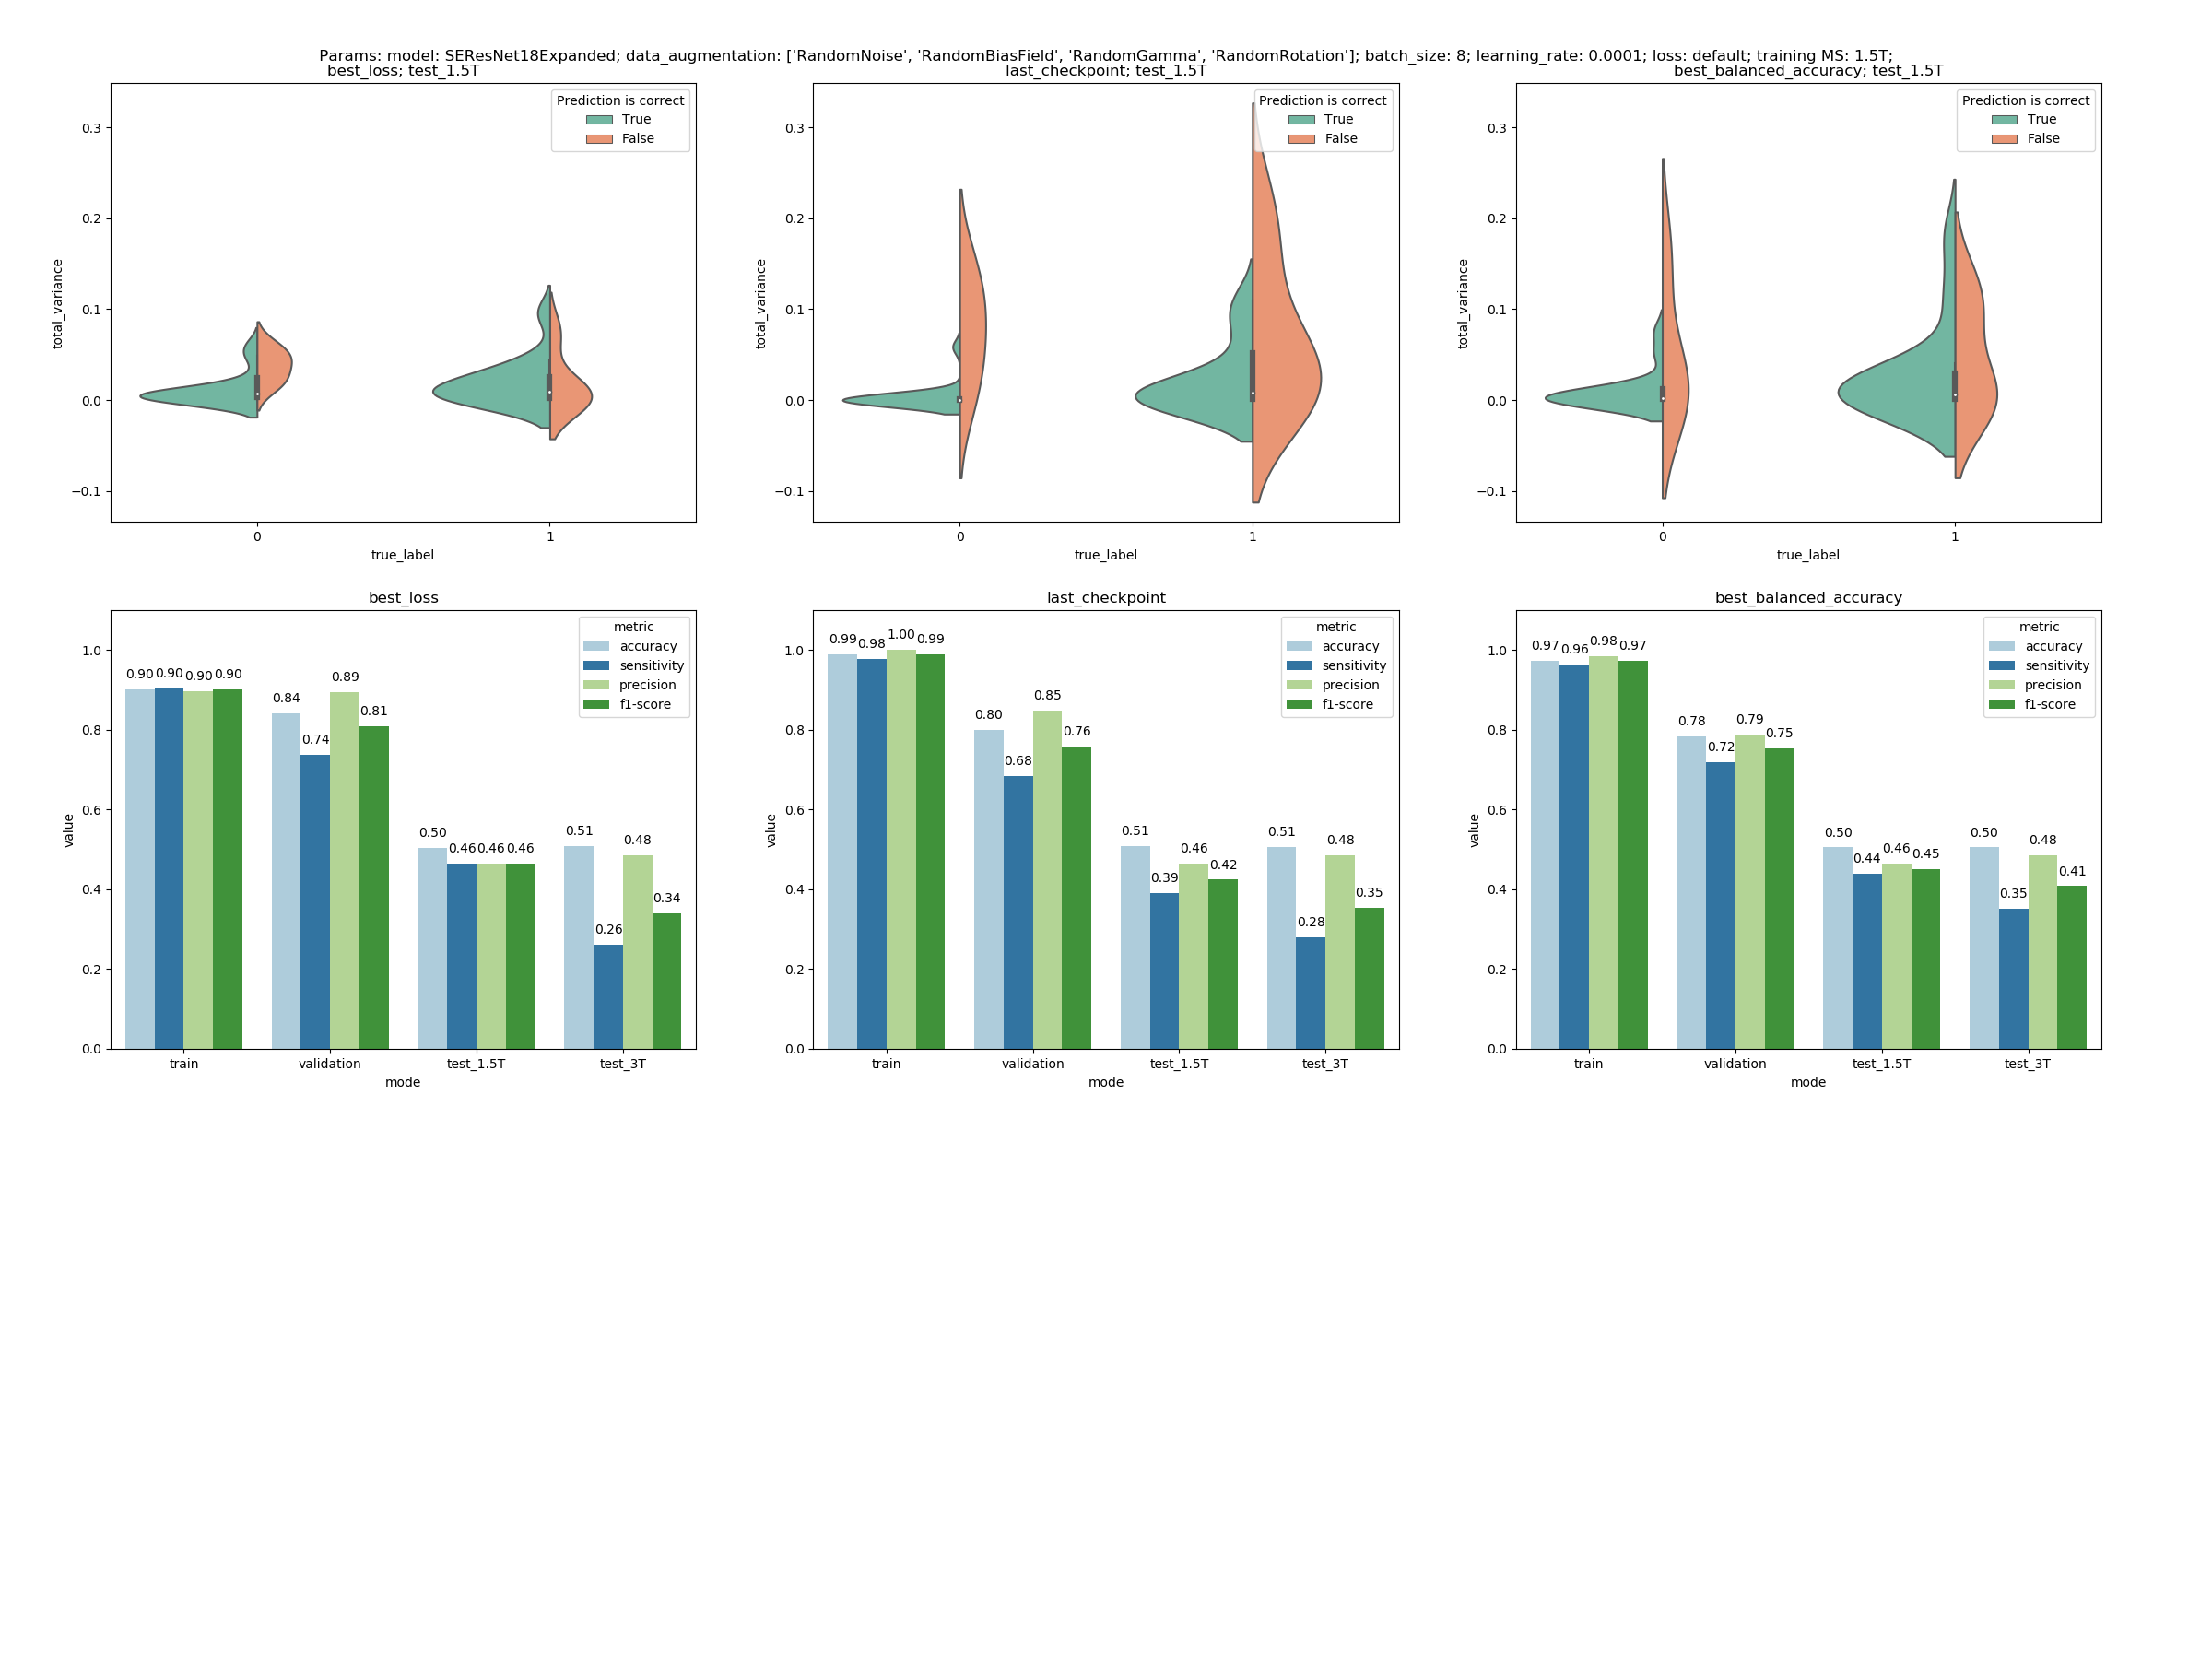 Params: model: SEResNet18Expanded; data_augmentation: ['RandomNoise', 'RandomBiasField', 'RandomGamma', 'RandomRotation']; batch_size: 8; learning_rate: 0.0001; loss: default; training MS: 1.5T;
best_loss; test_1.5T
Prediction is correct
True
False
0.3
0.2
0.1
0.0
−0.1
total_variance
0
1
true_label
last_checkpoint; test_1.5T
Prediction is correct
True
False
0.3
0.2
0.1
0.0
−0.1
total_variance
0
1
true_label
best_balanced_accuracy; test_1.5T
Prediction is correct
True
False
0.3
0.2
0.1
0.0
−0.1
total_variance
0
1
true_label
best_loss
metric
accuracy
sensitivity
precision
f1-score
1.0
0.8
0.6
0.4
0.2
0.0
value
0.90 0.90 0.90 0.90
0.84 0.74 0.89 0.81
0.50 0.46 0.46 0.46
0.51 0.26 0.48 0.34
train
validation
test_1.5T
test_3T
mode
last_checkpoint
metric
accuracy
sensitivity
precision
f1-score
1.0
0.8
0.6
0.4
0.2
0.0
value
0.99 0.98 1.00 0.99
0.80 0.68 0.85 0.76
0.51 0.39 0.46 0.42
0.51 0.28 0.48 0.35
train
validation
test_1.5T
test_3T
mode
best_balanced_accuracy
metric
accuracy
sensitivity
precision
f1-score
1.0
0.8
0.6
0.4
0.2
0.0
value
0.97 0.96 0.98 0.97
0.78 0.72 0.79 0.75
0.50 0.44 0.46 0.45
0.50 0.35 0.48 0.41
train
validation
test_1.5T
test_3T
mode